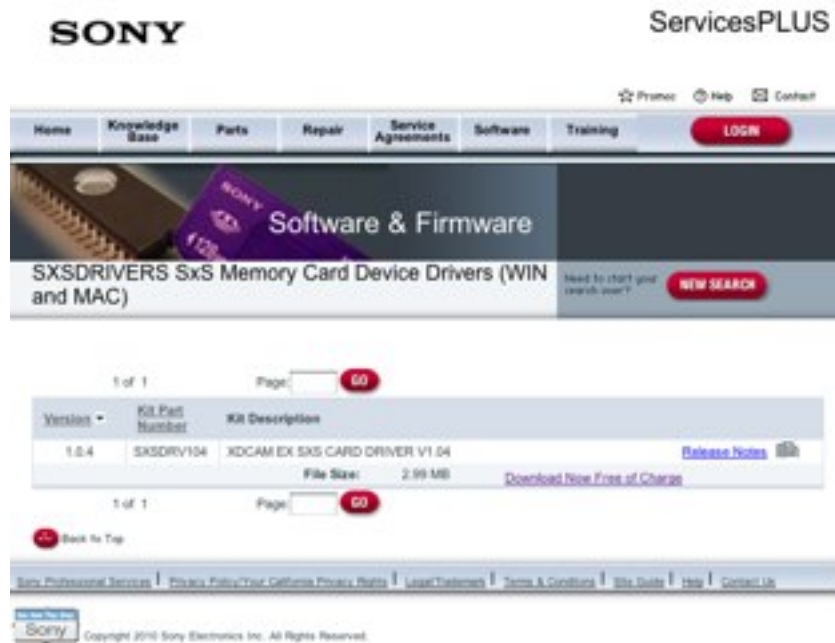 SONY
ServicesPLUS
Promos Help Contact
Home Knowledge Base Parts Repair Service Agreements Software Training LOGIN
SONY
128
Software & Firmware
SXSDRIVERS SxS Memory Card Device Drivers (WIN and MAC)
Need to start your search over? NEW SEARCH
1 of 1 Page: GO
Version Kit Part Number Kit Description
1.0.4 SXSDRV104 XDCAM EX SXS CARD DRIVER V1.04 Release Notes
File Size: 2.99 MB Download Now Free of Charge
1 of 1 Page: GO
Back to Top
Sony Professional Services | Privacy Policy/Your California Privacy Rights | Legal/Trademark | Terms & Conditions | Site Guide | Help | Contact Us
Sony Copyright 2010 Sony Electronics Inc. All Rights Reserved.